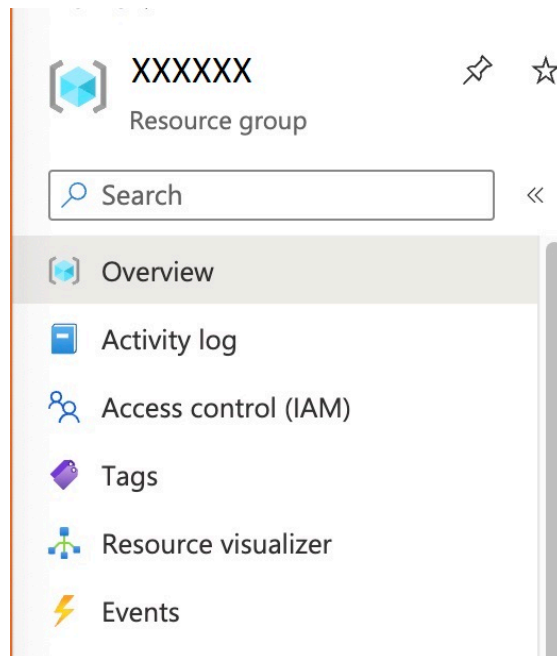 XXXXXX
Resource group
Search
Overview
Activity log
Access control (IAM)
Tags
Resource visualizer
Events